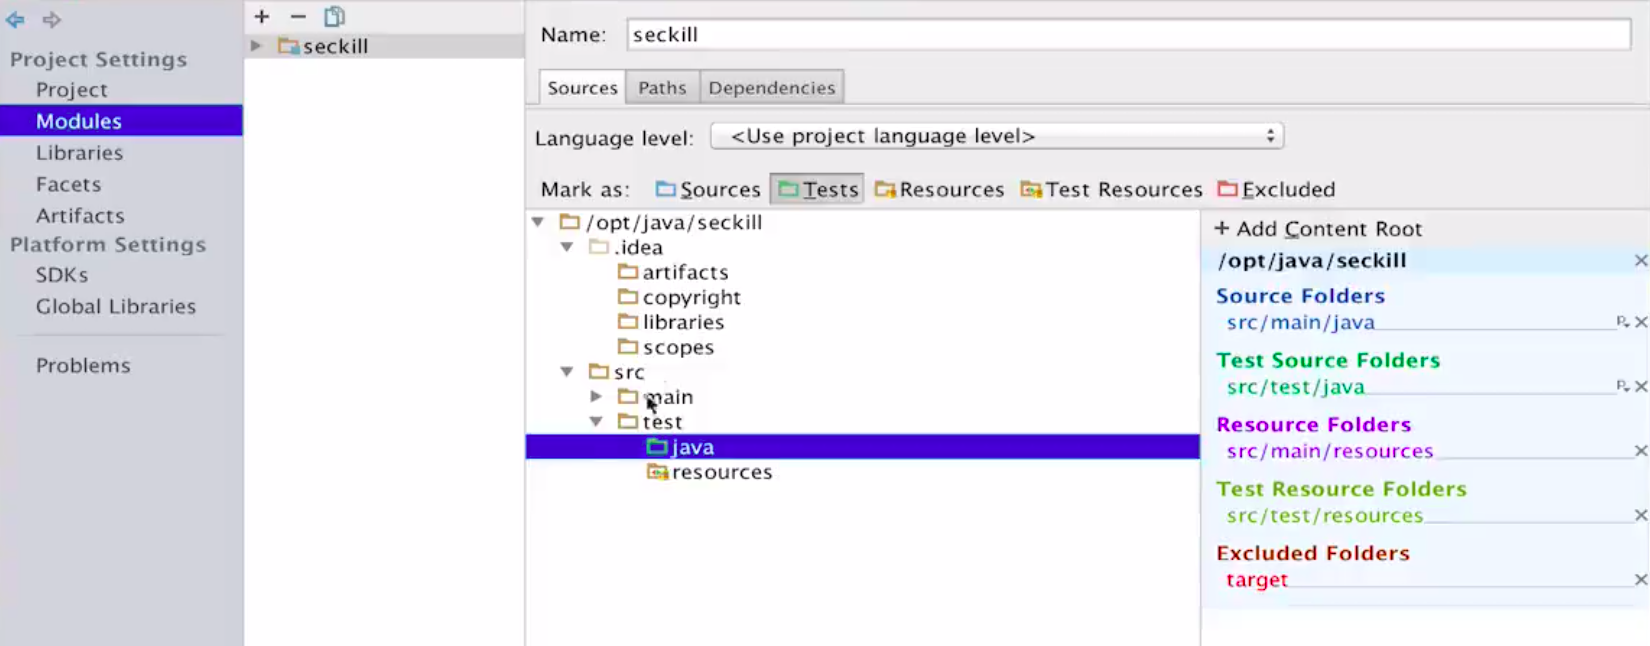 Project Settings
Project
Modules
Libraries
Facets
Artifacts
Platform Settings
SDKs
Global Libraries
Problems
seckill
Name: seckill
Sources Paths Dependencies
Language level: <Use project language level>
Mark as: Sources Tests Resources Test Resources Excluded
/opt/java/seckill
.idea
artifacts
copyright
libraries
scopes
src
main
test
java
resources
+ Add Content Root
/opt/java/seckill
Source Folders
src/main/java
Test Source Folders
src/test/java
Resource Folders
src/main/resources
Test Resource Folders
src/test/resources
Excluded Folders
target